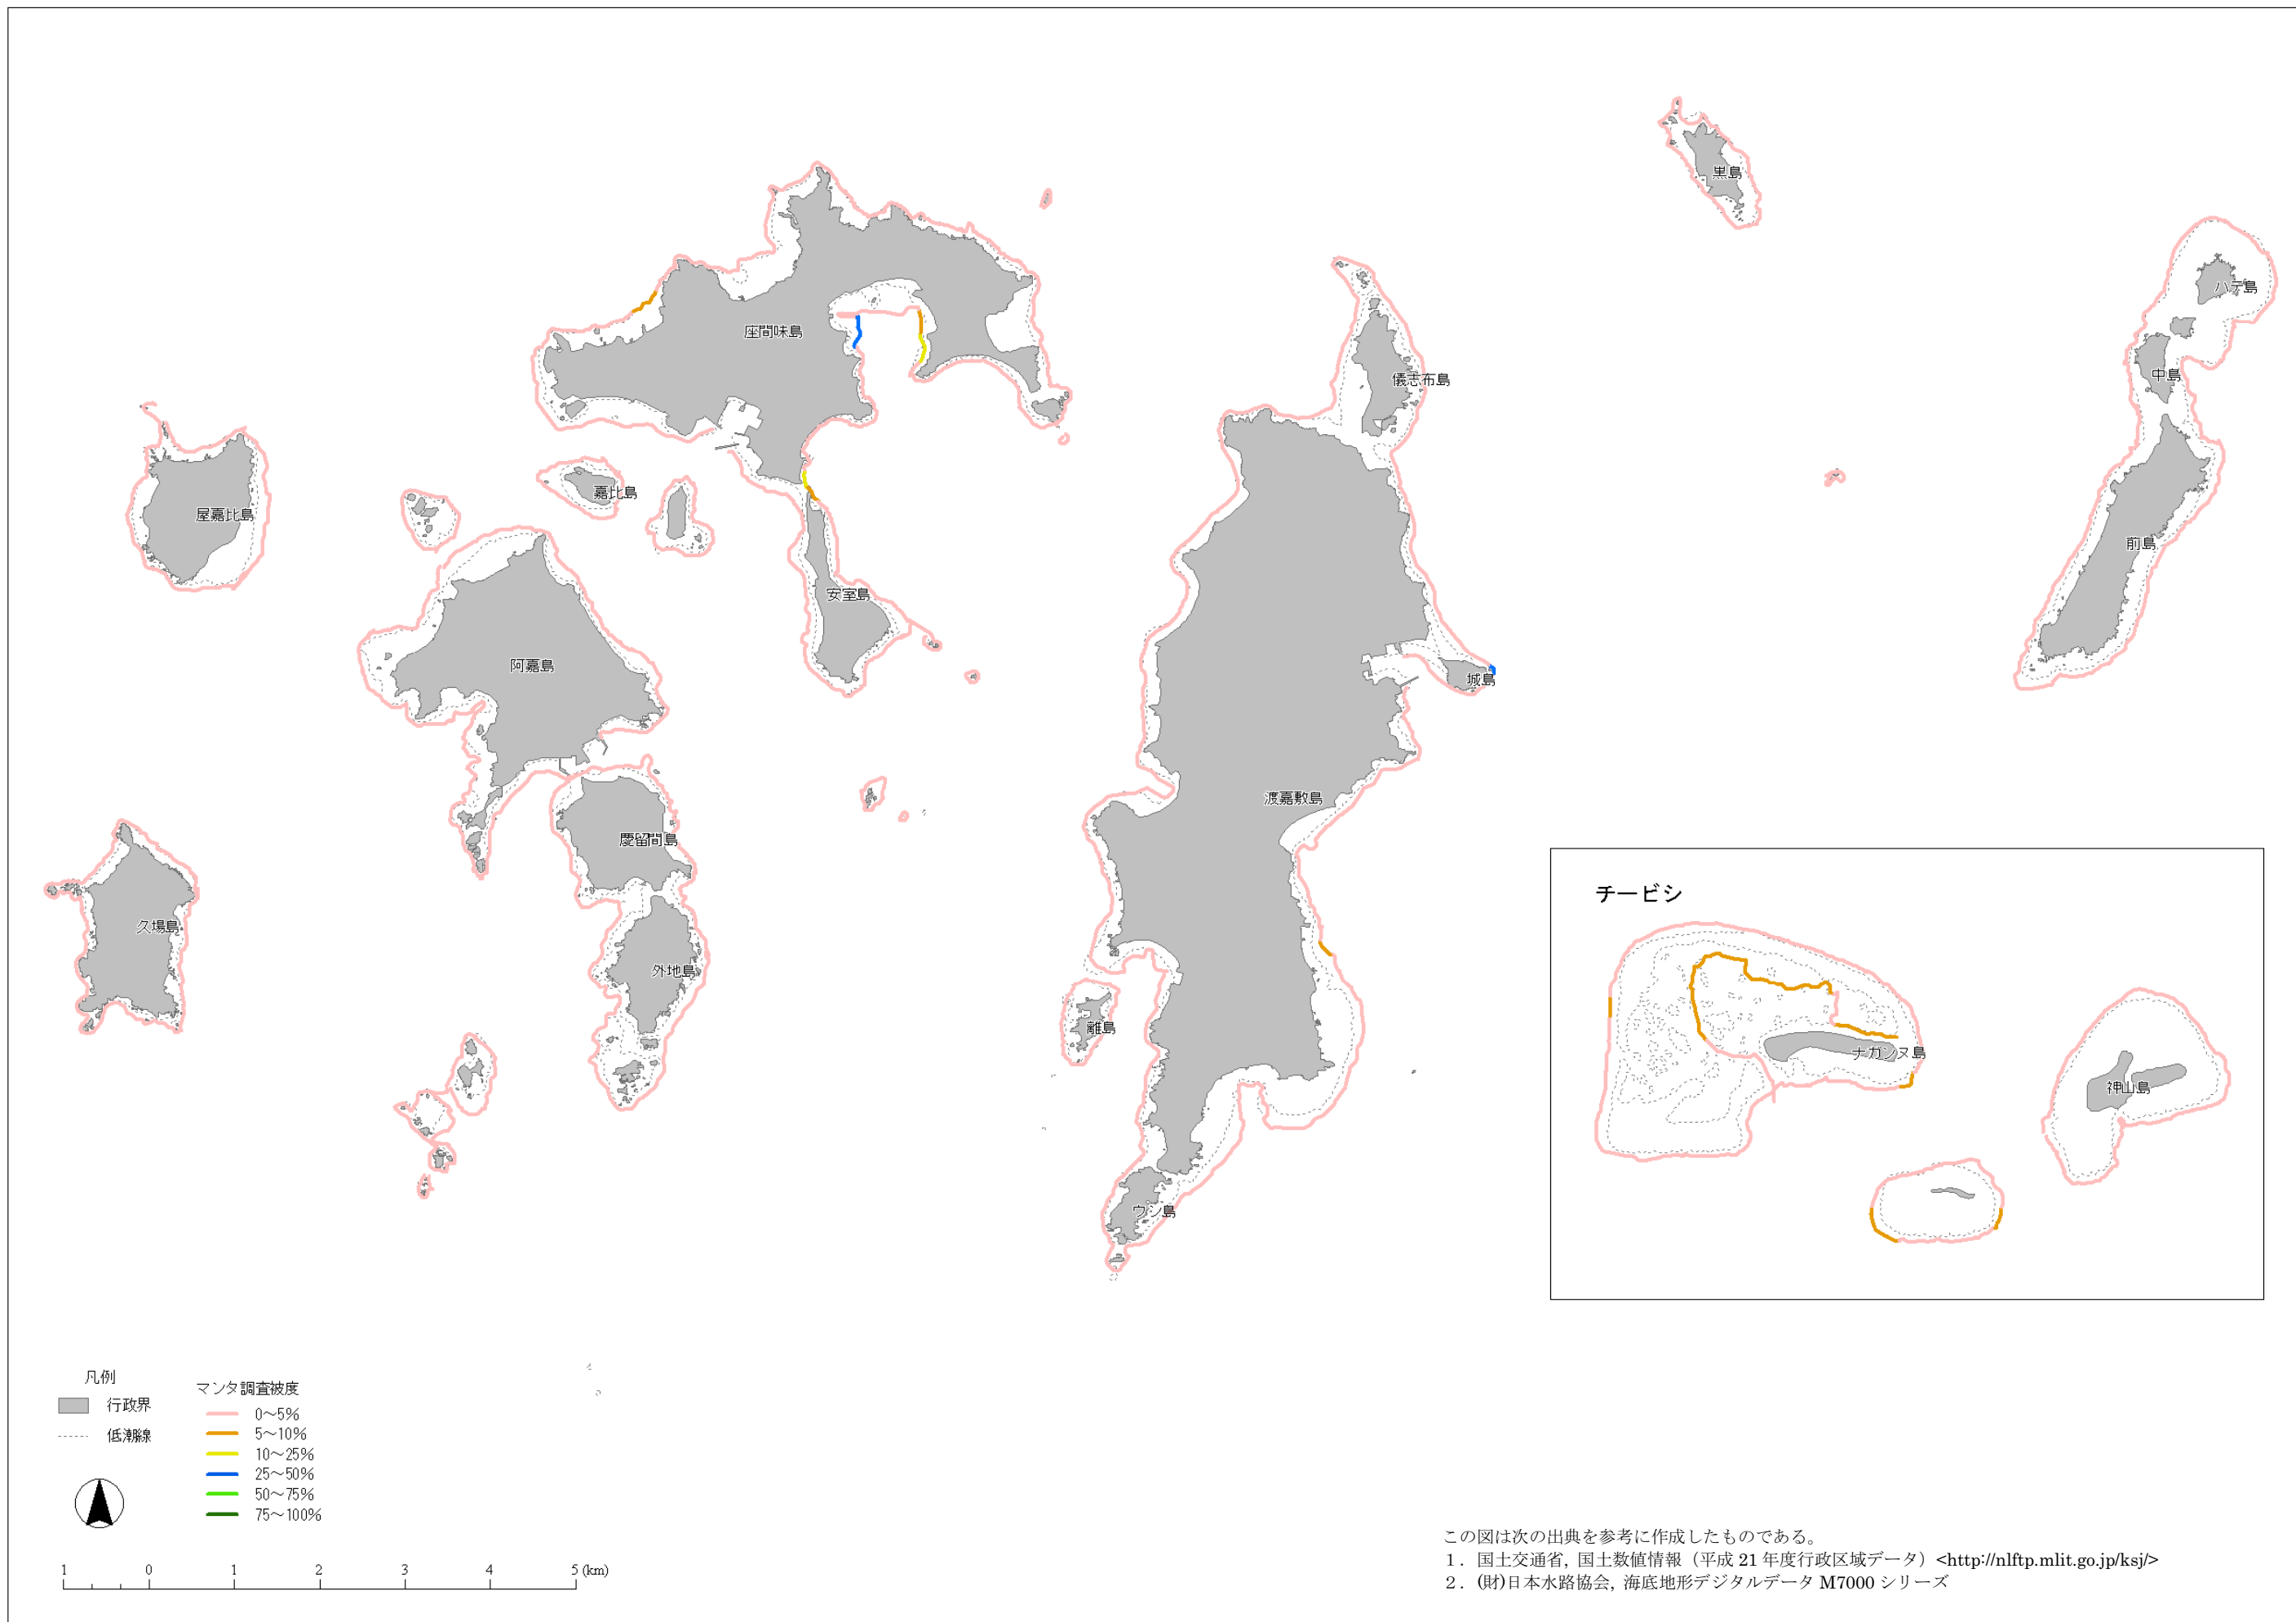 黒島
ハテ島
座間味島
中島
儀志布島
嘉比島
屋嘉比島
前島
安室島
阿嘉島
城島
渡嘉敷島
慶留間島
チービシ
久場島
外地島
離島
ナガンヌ島
神山島
ウシ島
凡例
行政界
低潮線
マンタ調査被度
0～5%
5～10%
10～25%
25～50%
50～75%
75～100%
1 0 1 2 3 4 5 (km)
この図は次の出典を参考に作成したものである。
1. 国土交通省, 国土数値情報（平成 21 年度行政区域データ）<http://nlftp.mlit.go.jp/ksj/>
2. (財)日本水路協会, 海底地形デジタルデータ M7000 シリーズ